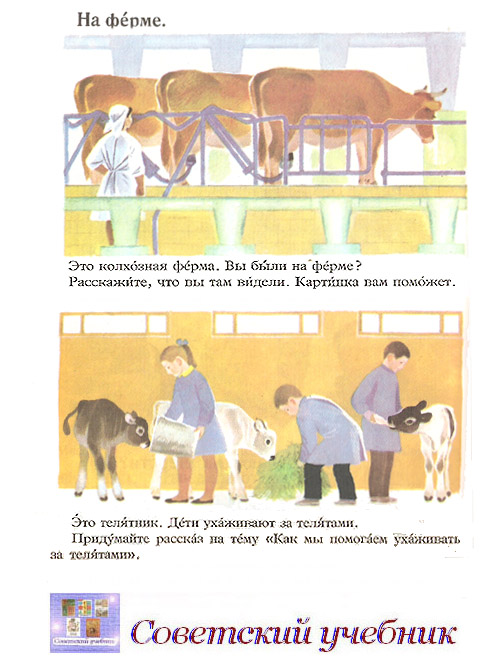 На фе́рме.
Это колхо́зная фе́рма. Вы бы́ли на фе́рме?
Расскажи́те, что вы там ви́дели. Карти́нка вам помо́жет.
Э́то теля́тник. Де́ти уха́живают за теля́тами.
Приду́майте расска́з на те́му «Как мы помога́ем уха́живать
за теля́тами».
Советский учебник
Советский учебник